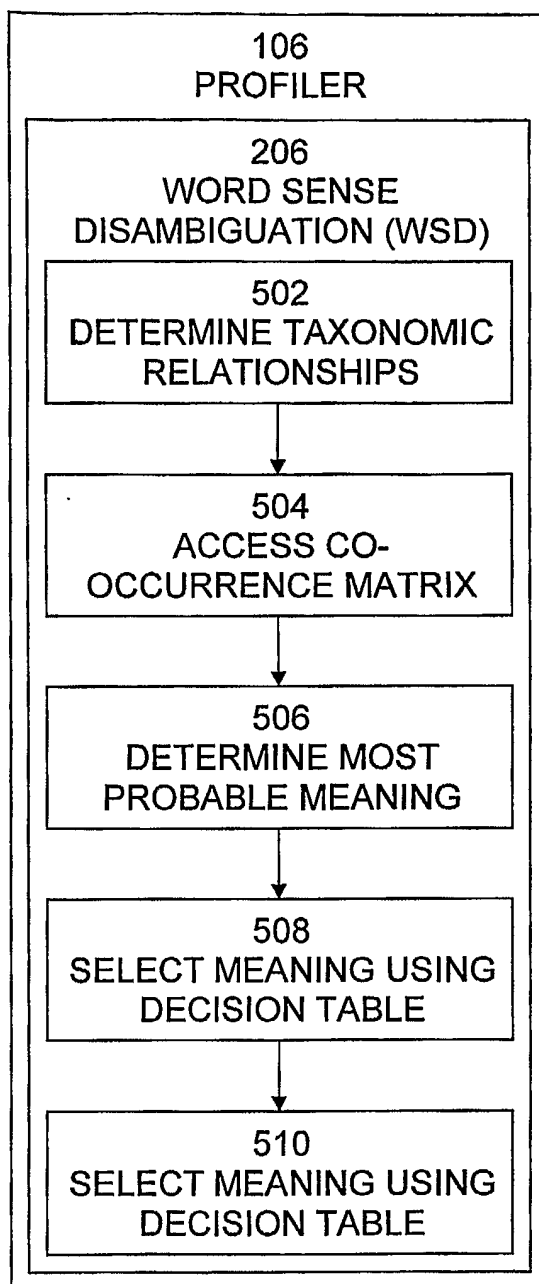 106
PROFILER
206
WORD SENSE
DISAMBIGUATION (WSD)
502
DETERMINE TAXONOMIC
RELATIONSHIPS
504
ACCESS CO-
OCCURRENCE MATRIX
506
DETERMINE MOST
PROBABLE MEANING
508
SELECT MEANING USING
DECISION TABLE
510
SELECT MEANING USING
DECISION TABLE